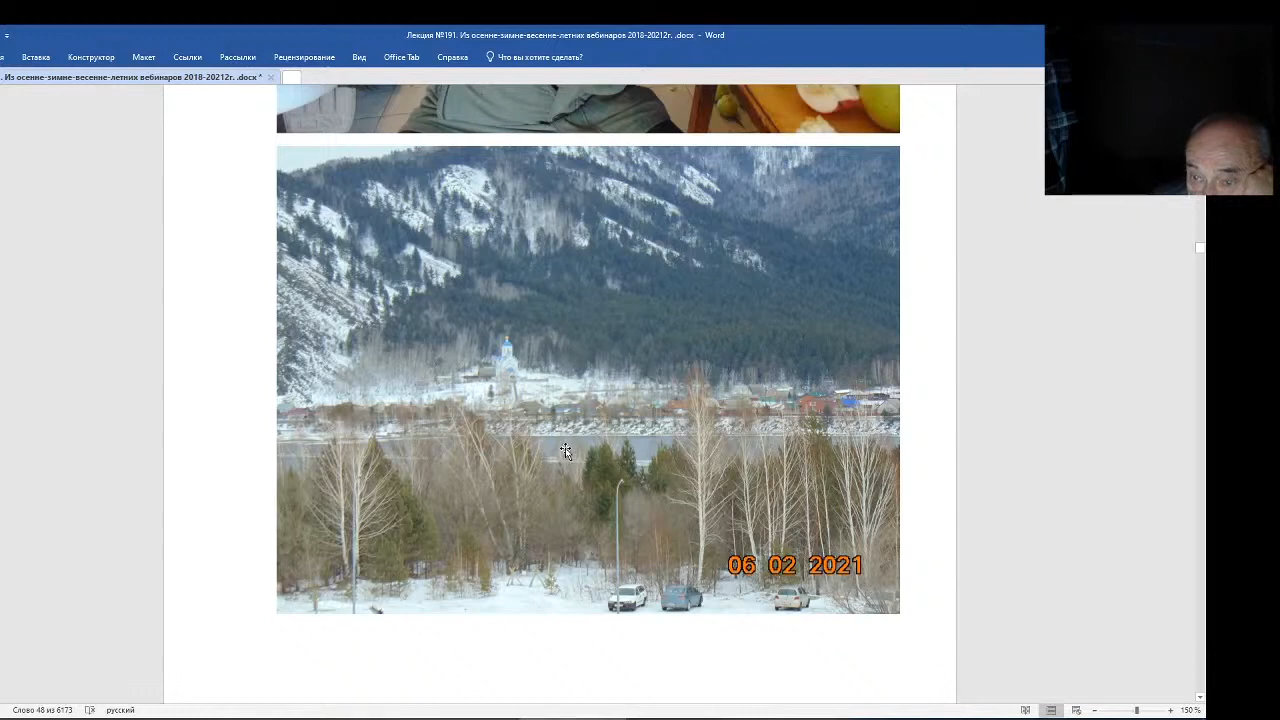 Лекция №191. Из осенне-зимне-весенне-летних вебинаров 2018-20212г. .docx - Word
Вставка Конструктор Макет Ссылки Рассылки Рецензирование Вид Office Tab Справка Что вы хотите сделать?
. Из осенне-зимне-весенне-летних вебинаров 2018-20212г. .docx *
06 02 2021
Слово 48 из 6173 русский 150 %